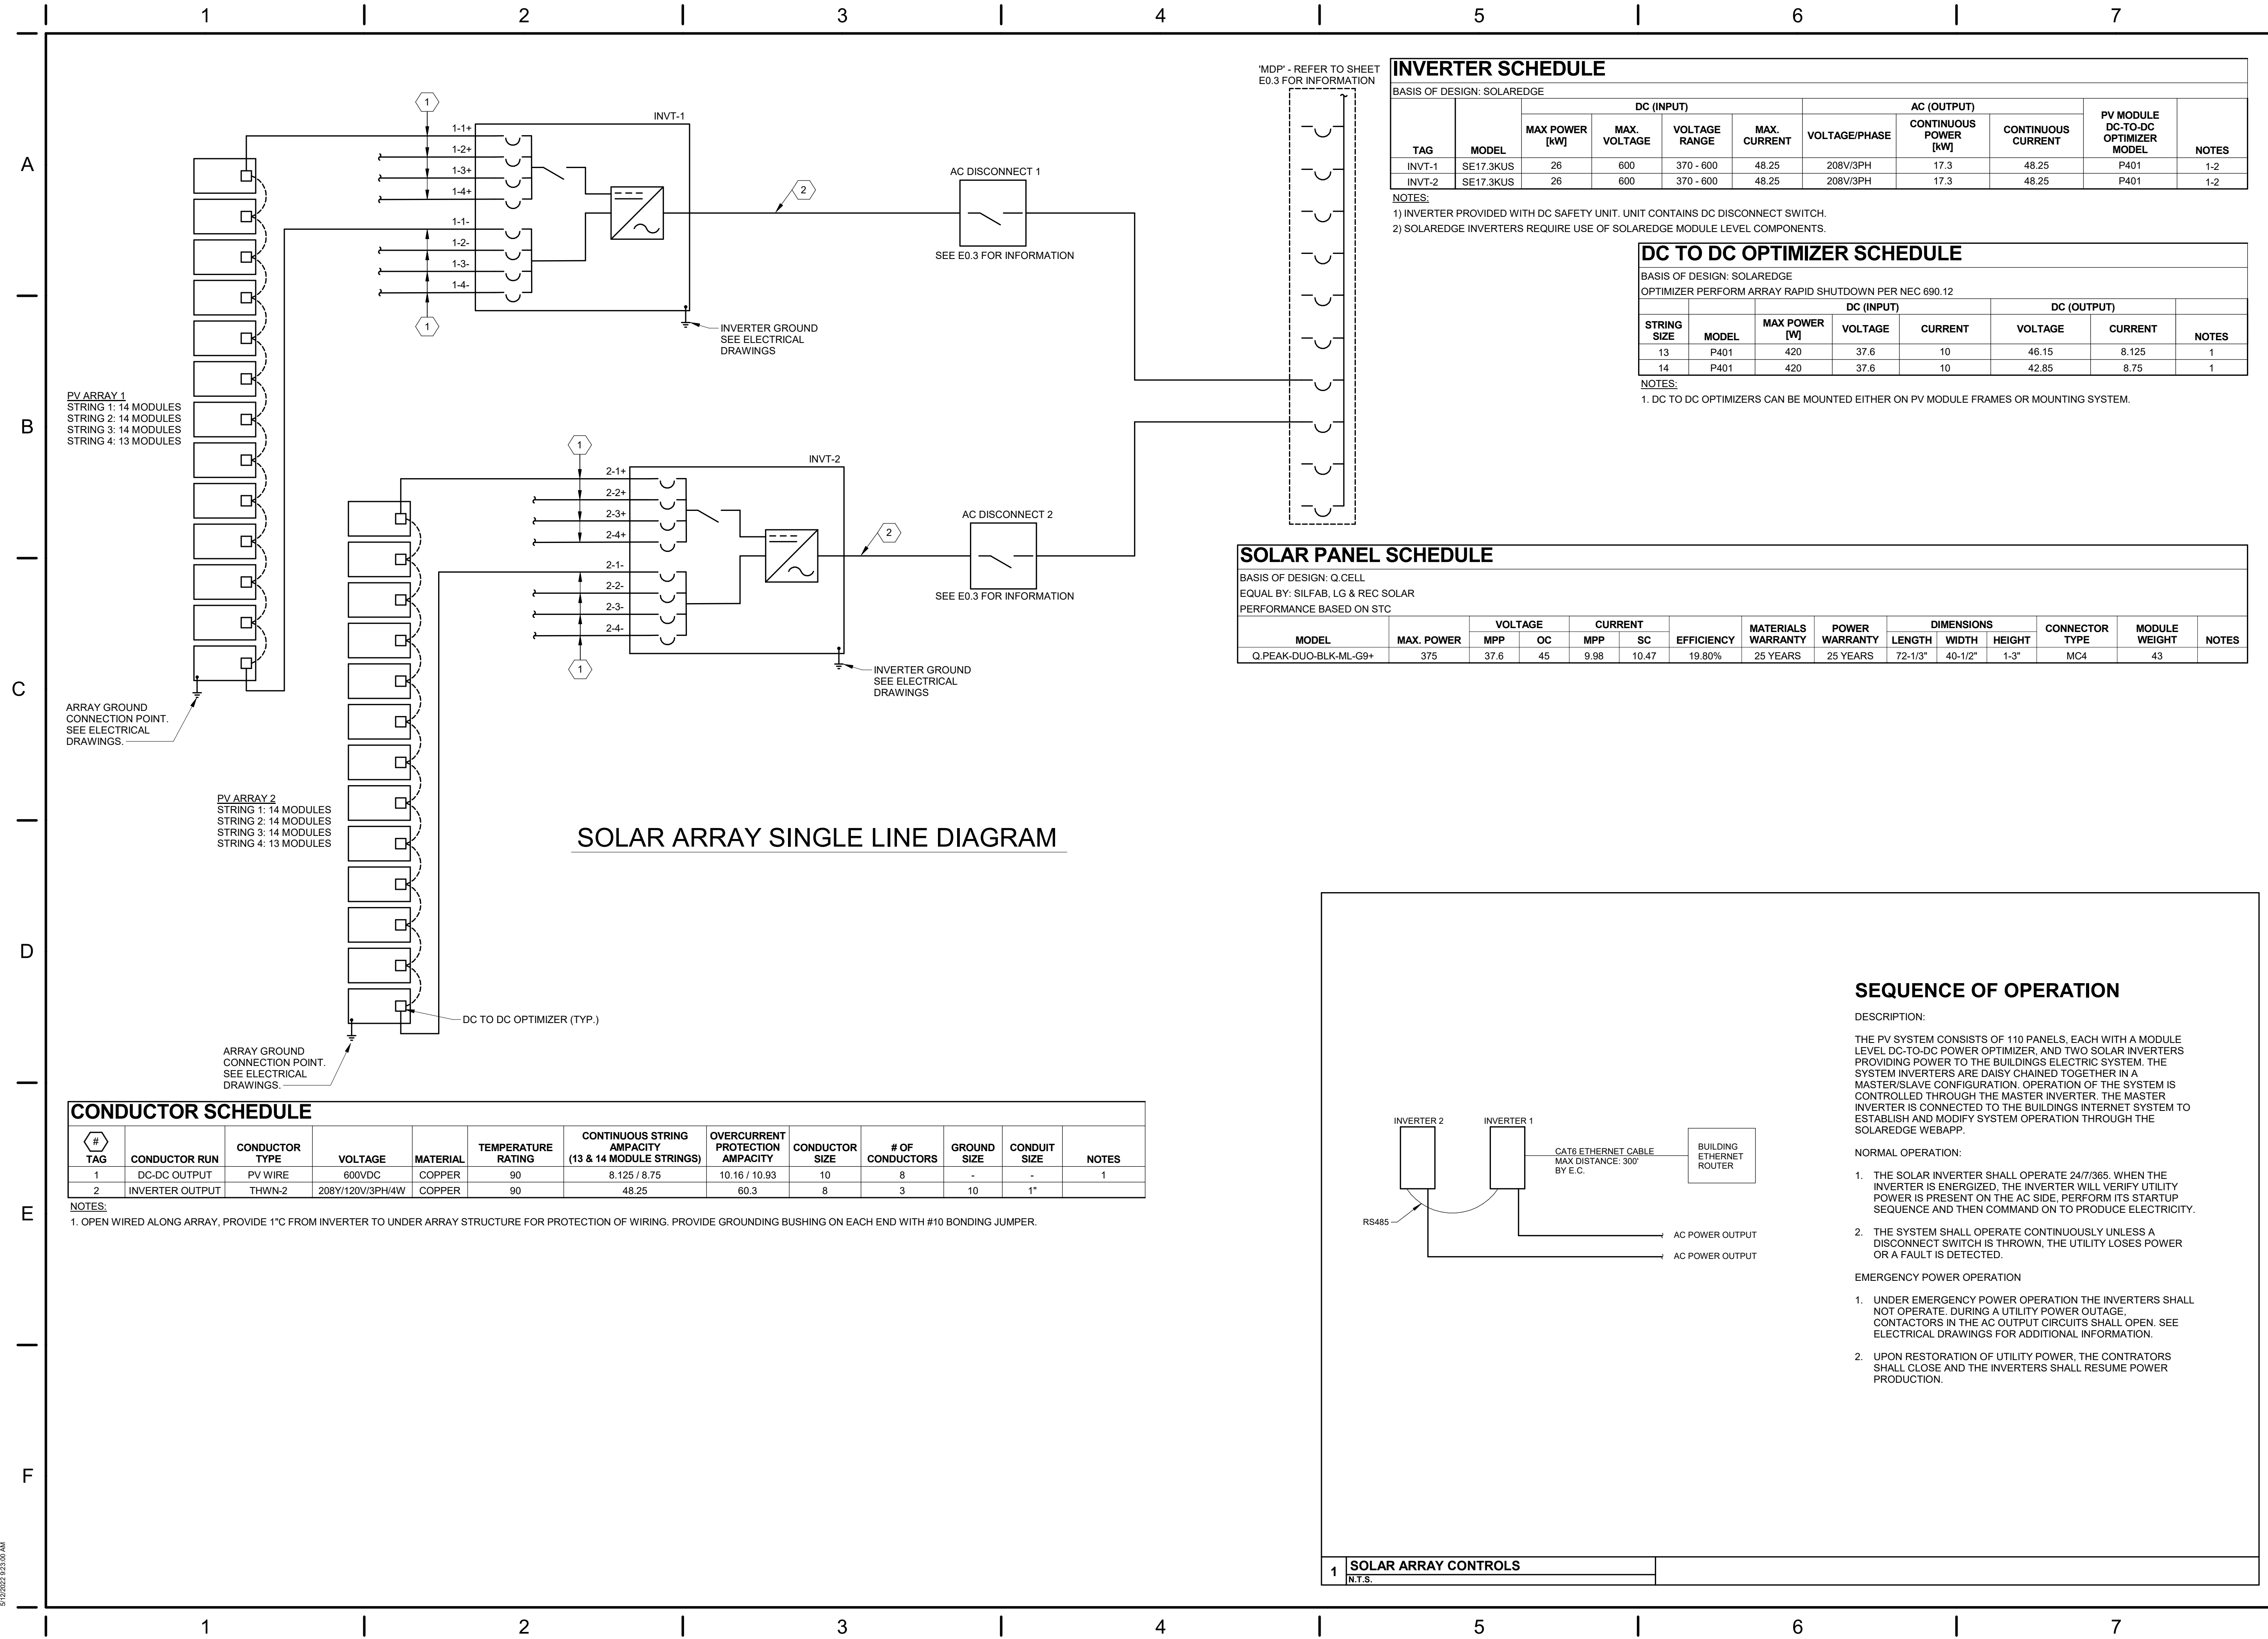 1 2 3 4 5 6 7
A
B
C
D
E
F
PV ARRAY 1
STRING 1: 14 MODULES
STRING 2: 14 MODULES
STRING 3: 14 MODULES
STRING 4: 13 MODULES
ARRAY GROUND
CONNECTION POINT.
SEE ELECTRICAL
DRAWINGS.
1
1-1+
1-2+
1-3+
1-4+
1-1-
1-2-
1-3-
1-4-
1
INVT-1
INVERTER GROUND
SEE ELECTRICAL
DRAWINGS
2
AC DISCONNECT 1
SEE E0.3 FOR INFORMATION
'MDP' - REFER TO SHEET
E0.3 FOR INFORMATION
PV ARRAY 2
STRING 1: 14 MODULES
STRING 2: 14 MODULES
STRING 3: 14 MODULES
STRING 4: 13 MODULES
ARRAY GROUND
CONNECTION POINT.
SEE ELECTRICAL
DRAWINGS.
DC TO DC OPTIMIZER (TYP.)
1
2-1+
2-2+
2-3+
2-4+
2-1-
2-2-
2-3-
2-4-
1
INVT-2
INVERTER GROUND
SEE ELECTRICAL
DRAWINGS
2
AC DISCONNECT 2
SEE E0.3 FOR INFORMATION
SOLAR ARRAY SINGLE LINE DIAGRAM
INVERTER SCHEDULE
BASIS OF DESIGN: SOLAREDGE
DC (INPUT) AC (OUTPUT)
TAG MODEL MAX POWER [kW] MAX. VOLTAGE VOLTAGE RANGE MAX. CURRENT VOLTAGE/PHASE CONTINUOUS POWER [kW] CONTINUOUS CURRENT PV MODULE DC-TO-DC OPTIMIZER MODEL NOTES
INVT-1 SE17.3KUS 26 600 370 - 600 48.25 208V/3PH 17.3 48.25 P401 1-2
INVT-2 SE17.3KUS 26 600 370 - 600 48.25 208V/3PH 17.3 48.25 P401 1-2
NOTES:
1) INVERTER PROVIDED WITH DC SAFETY UNIT. UNIT CONTAINS DC DISCONNECT SWITCH.
2) SOLAREDGE INVERTERS REQUIRE USE OF SOLAREDGE MODULE LEVEL COMPONENTS.
DC TO DC OPTIMIZER SCHEDULE
BASIS OF DESIGN: SOLAREDGE
OPTIMIZER PERFORM ARRAY RAPID SHUTDOWN PER NEC 690.12
DC (INPUT) DC (OUTPUT)
STRING SIZE MODEL MAX POWER [W] VOLTAGE CURRENT VOLTAGE CURRENT NOTES
13 P401 420 37.6 10 46.15 8.125 1
14 P401 420 37.6 10 42.85 8.75 1
NOTES:
1. DC TO DC OPTIMIZERS CAN BE MOUNTED EITHER ON PV MODULE FRAMES OR MOUNTING SYSTEM.
SOLAR PANEL SCHEDULE
BASIS OF DESIGN: Q.CELL
EQUAL BY: SILFAB, LG & REC SOLAR
PERFORMANCE BASED ON STC
VOLTAGE CURRENT DIMENSIONS
MODEL MAX. POWER MPP OC MPP SC EFFICIENCY MATERIALS WARRANTY POWER WARRANTY LENGTH WIDTH HEIGHT CONNECTOR TYPE MODULE WEIGHT NOTES
Q.PEAK-DUO-BLK-ML-G9+ 375 37.6 45 9.98 10.47 19.80% 25 YEARS 25 YEARS 72-1/3" 40-1/2" 1-3" MC4 43
CONDUCTOR SCHEDULE
# TAG CONDUCTOR RUN CONDUCTOR TYPE VOLTAGE MATERIAL TEMPERATURE RATING CONTINUOUS STRING AMPACITY (13 & 14 MODULE STRINGS) OVERCURRENT PROTECTION AMPACITY CONDUCTOR SIZE # OF CONDUCTORS GROUND SIZE CONDUIT SIZE NOTES
1 DC-DC OUTPUT PV WIRE 600VDC COPPER 90 8.125 / 8.75 10.16 / 10.93 10 8 - - 1
2 INVERTER OUTPUT THWN-2 208Y/120V/3PH/4W COPPER 90 48.25 60.3 8 3 10 1"
NOTES:
1. OPEN WIRED ALONG ARRAY, PROVIDE 1"C FROM INVERTER TO UNDER ARRAY STRUCTURE FOR PROTECTION OF WIRING. PROVIDE GROUNDING BUSHING ON EACH END WITH #10 BONDING JUMPER.
INVERTER 2
INVERTER 1
CAT6 ETHERNET CABLE
MAX DISTANCE: 300'
BY E.C.
BUILDING
ETHERNET
ROUTER
RS485
AC POWER OUTPUT
AC POWER OUTPUT
SEQUENCE OF OPERATION
DESCRIPTION:
THE PV SYSTEM CONSISTS OF 110 PANELS, EACH WITH A MODULE
LEVEL DC-TO-DC POWER OPTIMIZER, AND TWO SOLAR INVERTERS
PROVIDING POWER TO THE BUILDINGS ELECTRIC SYSTEM. THE
SYSTEM INVERTERS ARE DAISY CHAINED TOGETHER IN A
MASTER/SLAVE CONFIGURATION. OPERATION OF THE SYSTEM IS
CONTROLLED THROUGH THE MASTER INVERTER. THE MASTER
INVERTER IS CONNECTED TO THE BUILDINGS INTERNET SYSTEM TO
ESTABLISH AND MODIFY SYSTEM OPERATION THROUGH THE
SOLAREDGE WEBAPP.
NORMAL OPERATION:
1. THE SOLAR INVERTER SHALL OPERATE 24/7/365. WHEN THE
INVERTER IS ENERGIZED, THE INVERTER WILL VERIFY UTILITY
POWER IS PRESENT ON THE AC SIDE, PERFORM ITS STARTUP
SEQUENCE AND THEN COMMAND ON TO PRODUCE ELECTRICITY.
2. THE SYSTEM SHALL OPERATE CONTINUOUSLY UNLESS A
DISCONNECT SWITCH IS THROWN, THE UTILITY LOSES POWER
OR A FAULT IS DETECTED.
EMERGENCY POWER OPERATION
1. UNDER EMERGENCY POWER OPERATION THE INVERTERS SHALL
NOT OPERATE. DURING A UTILITY POWER OUTAGE,
CONTACTORS IN THE AC OUTPUT CIRCUITS SHALL OPEN. SEE
ELECTRICAL DRAWINGS FOR ADDITIONAL INFORMATION.
2. UPON RESTORATION OF UTILITY POWER, THE CONTRATORS
SHALL CLOSE AND THE INVERTERS SHALL RESUME POWER
PRODUCTION.
1 SOLAR ARRAY CONTROLS
N.T.S.
5/12/2022 9:23:00 AM
1 2 3 4 5 6 7